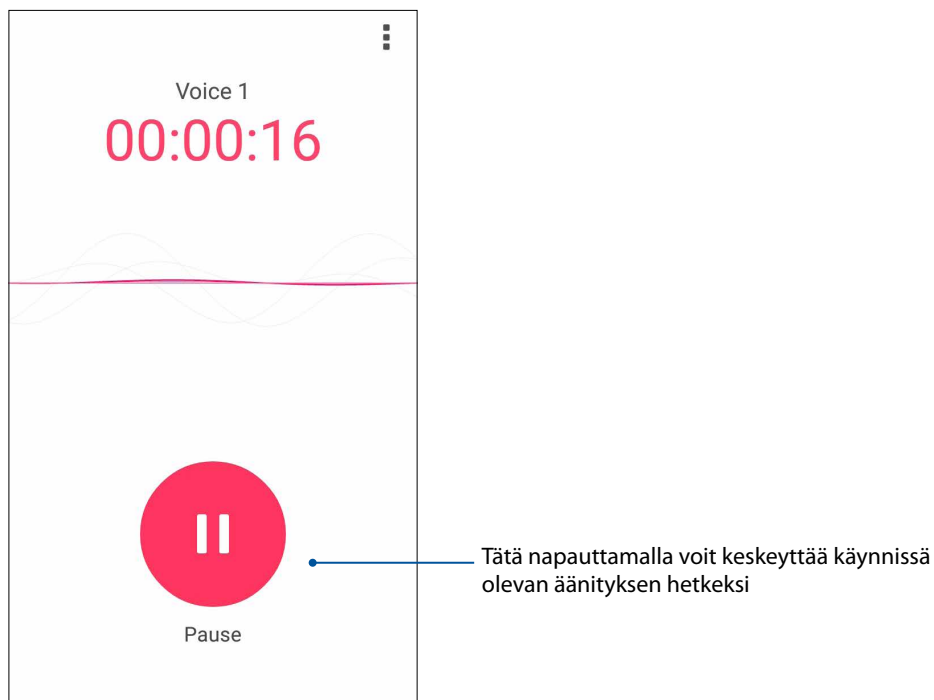 Voice 1
00:00:16
Tätä napauttamalla voit keskeyttää käynnissä
olevan äänityksen hetkeksi
Pause